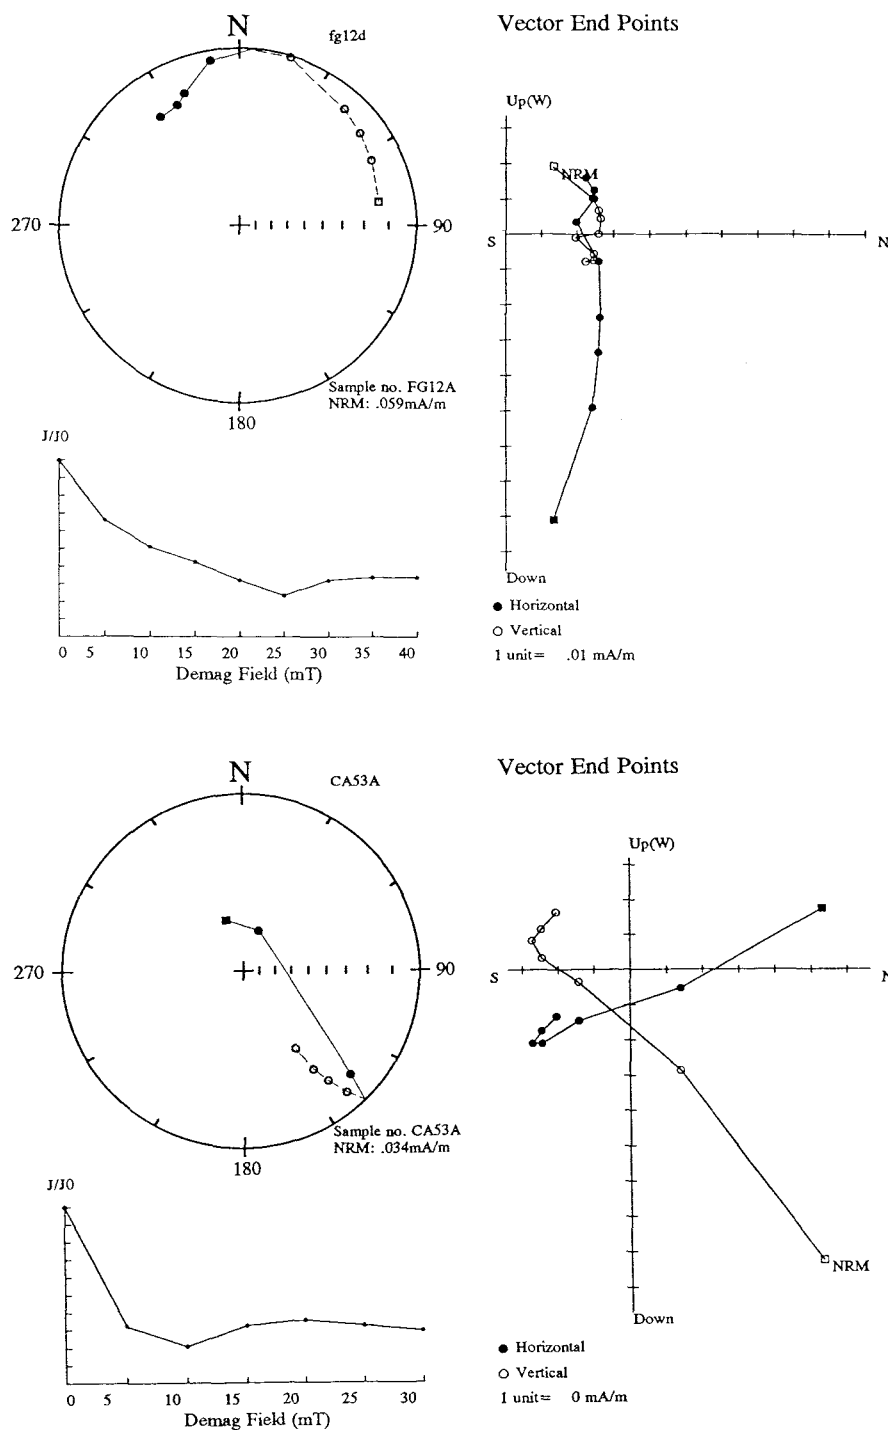 N
fg12d
Vector End Points
270
90
180
Sample no. FG12A
NRM: .059mA/m
Up(W)
NRM
S
N
Down
● Horizontal
○ Vertical
1 unit= .01 mA/m
J/J0
0 5 10 15 20 25 30 35 40
Demag Field (mT)
N
CA53A
Vector End Points
270
90
180
Sample no. CA53A
NRM: .034mA/m
Up(W)
S
N
NRM
Down
● Horizontal
○ Vertical
1 unit= 0 mA/m
J/J0
0 5 10 15 20 25 30
Demag Field (mT)